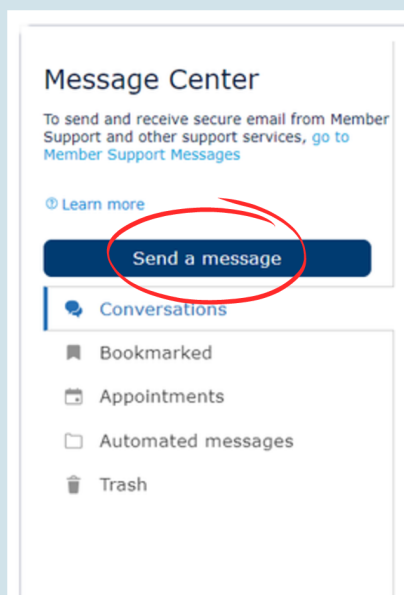 Message Center
To send and receive secure email from Member
Support and other support services, go to
Member Support Messages
Learn more
Send a message
Conversations
Bookmarked
Appointments
Automated messages
Trash